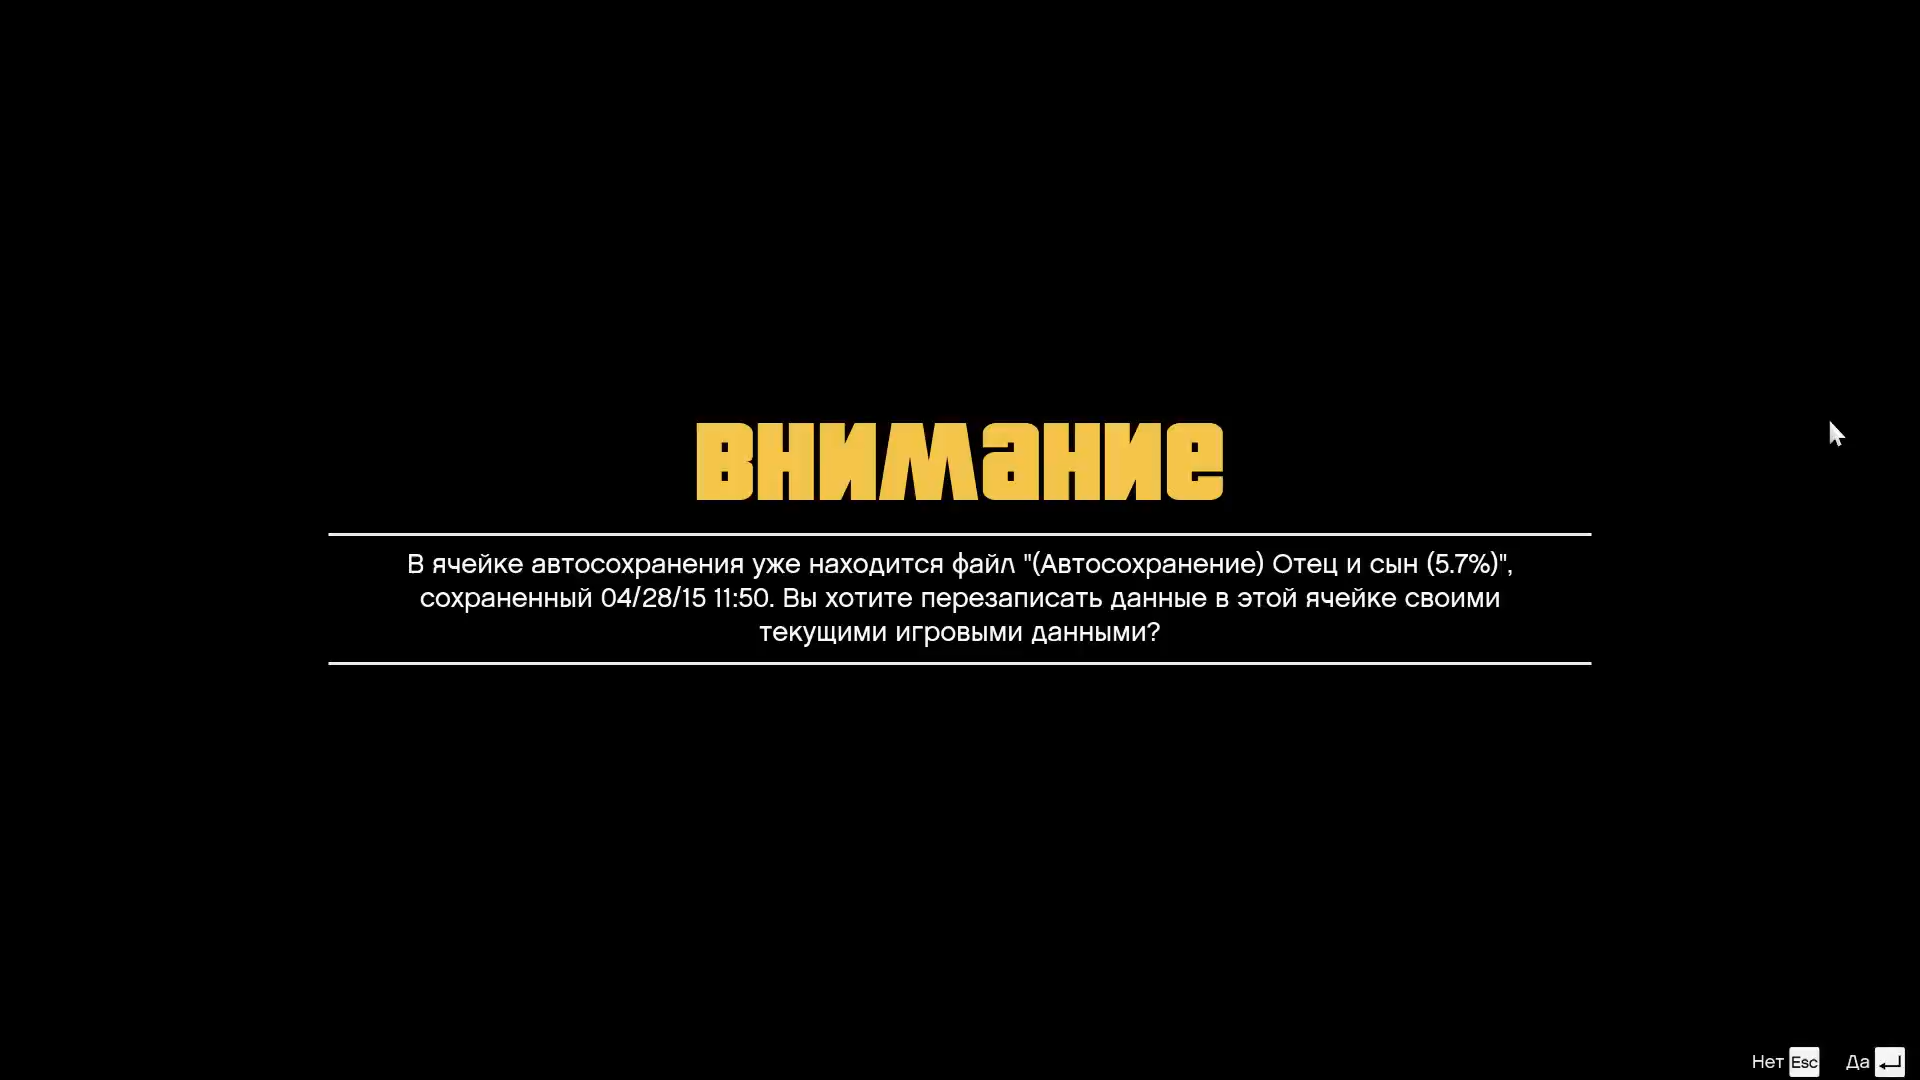 внимание
В ячейке автосохранения уже находится файл "(Автосохранение) Отец и сын (5.7%)",
сохраненный 04/28/15 11:50. Вы хотите перезаписать данные в этой ячейке своими
текущими игровыми данными?
Нет Esc Да